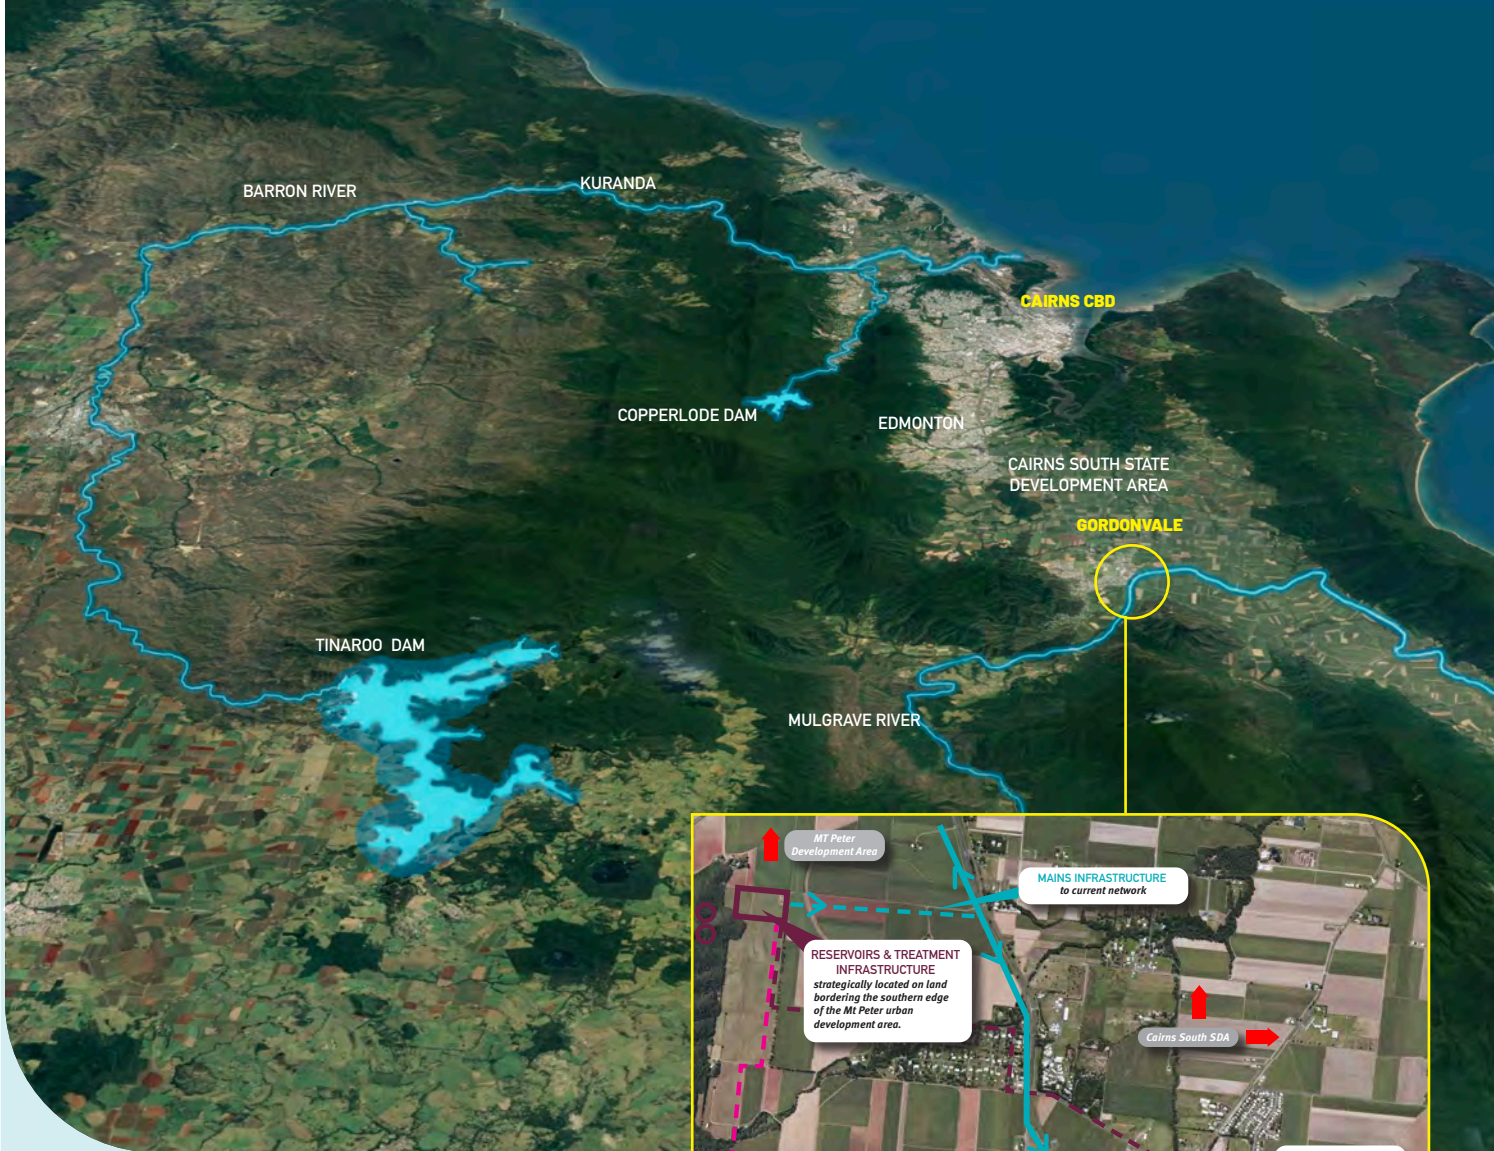 BARRON RIVER
KURANDA
CAIRNS CBD
COPPERLODE DAM
EDMONTON
CAIRNS SOUTH STATE
DEVELOPMENT AREA
GORDONVALE
TINAROO DAM
MULGRAVE RIVER
MT Peter
Development Area
MAINS INFRASTRUCTURE
to current network
RESERVOIRS & TREATMENT
INFRASTRUCTURE
strategically located on land
bordering the southern edge
of the Mt Peter urban
development area.
Cairns South SDA